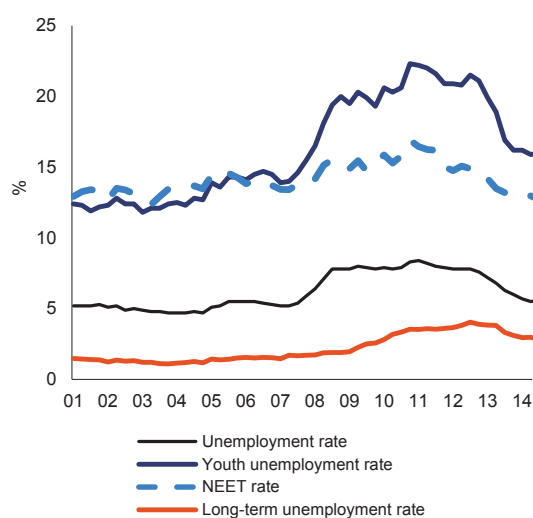 25
20
15
%
10
5
0
01 02 03 04 05 06 07 08 09 10 11 12 13 14
Unemployment rate
Youth unemployment rate
NEET rate
Long-term unemployment rate